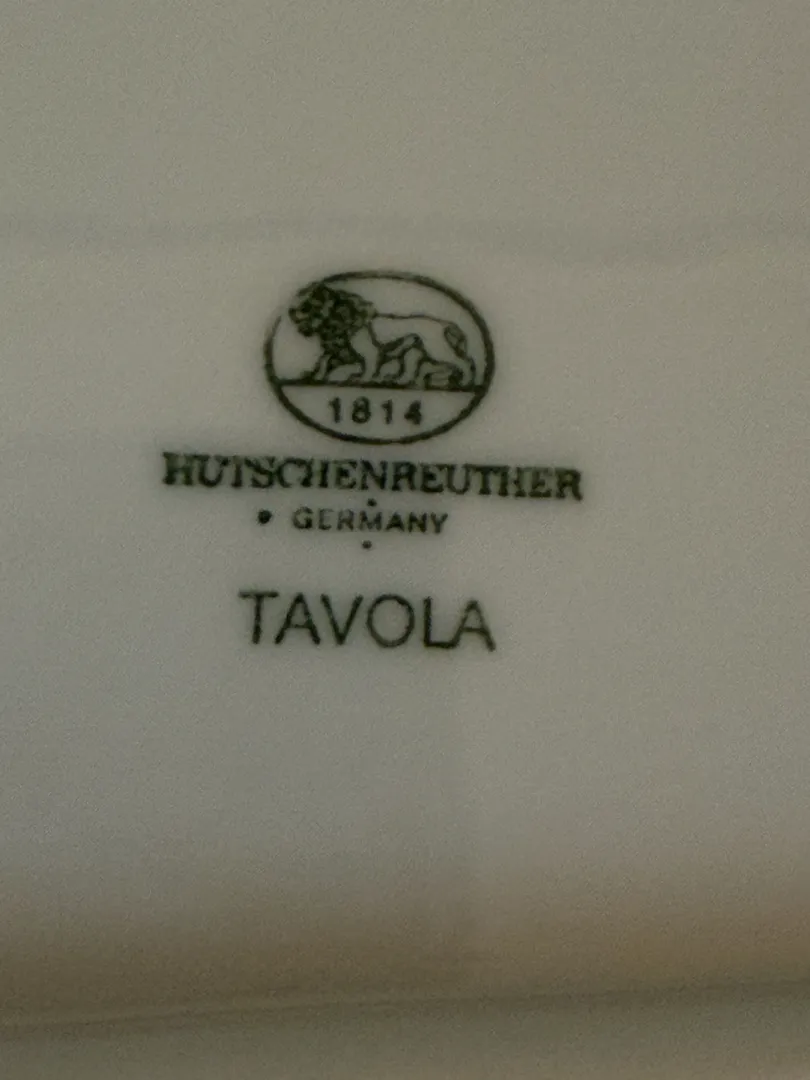 1814
HUTSCHENREUTHER
GERMANY
TAVOLA